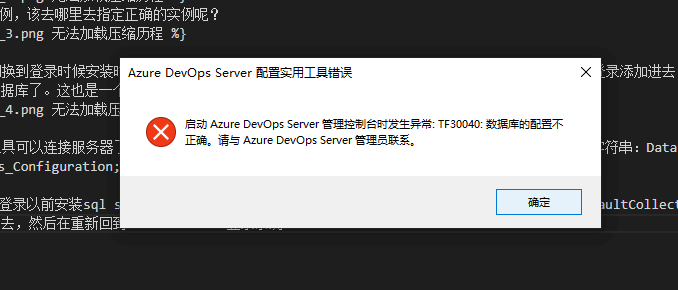 例，该去哪里去指定正确的实例呢？
_3.png 无法加载压缩历程 %}
Azure DevOps Server 配置实用工具错误
换到登录时候安装
登录添加进去
据库了。这也是一个
启动 Azure DevOps Server 管理控制台时发生异常: TF30040: 数据库的配置不
_4.png 无法加载压
正确。请与 Azure DevOps Server 管理员联系。
具可以连接服务器了
字符串：Data
s_Configuration;
确定
登录以前安装sql s
aultCollect
去，然后在重新回到